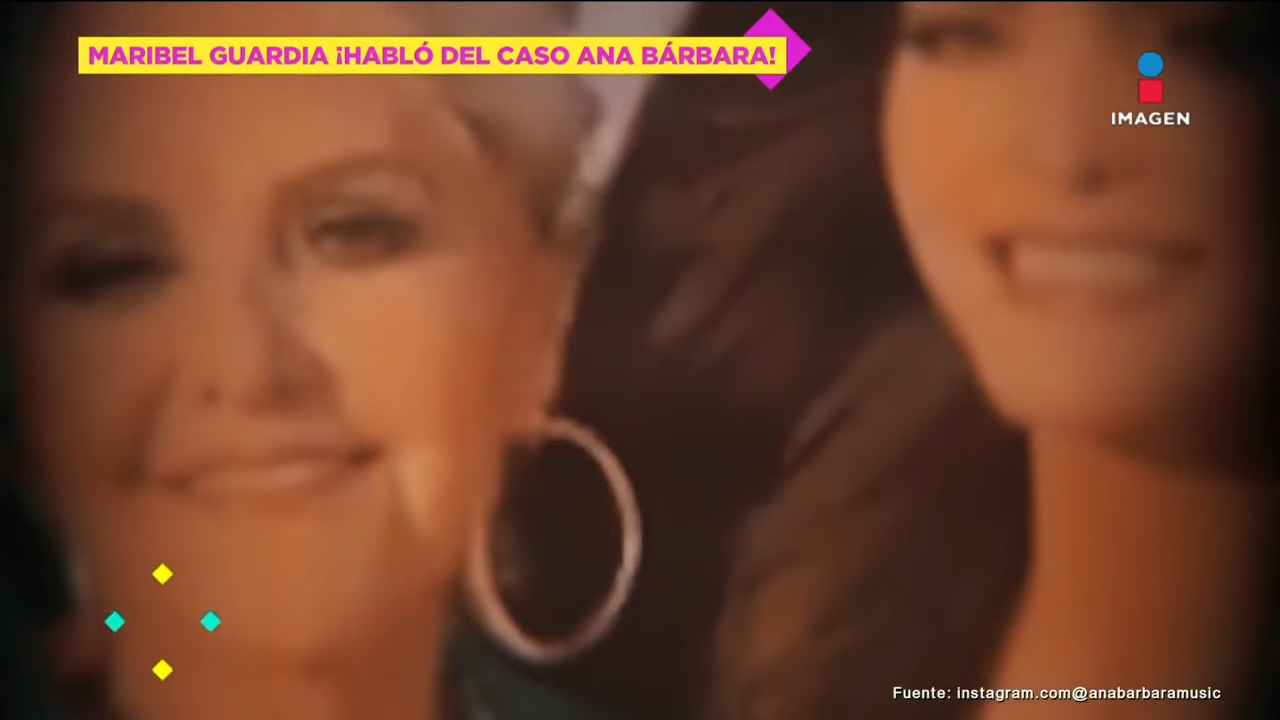 MARIBEL GUARDIA ¡HABLÓ DEL CASO ANA BÁRBARA!
IMAGEN
Fuente: instagram.com@anabarbaramusic